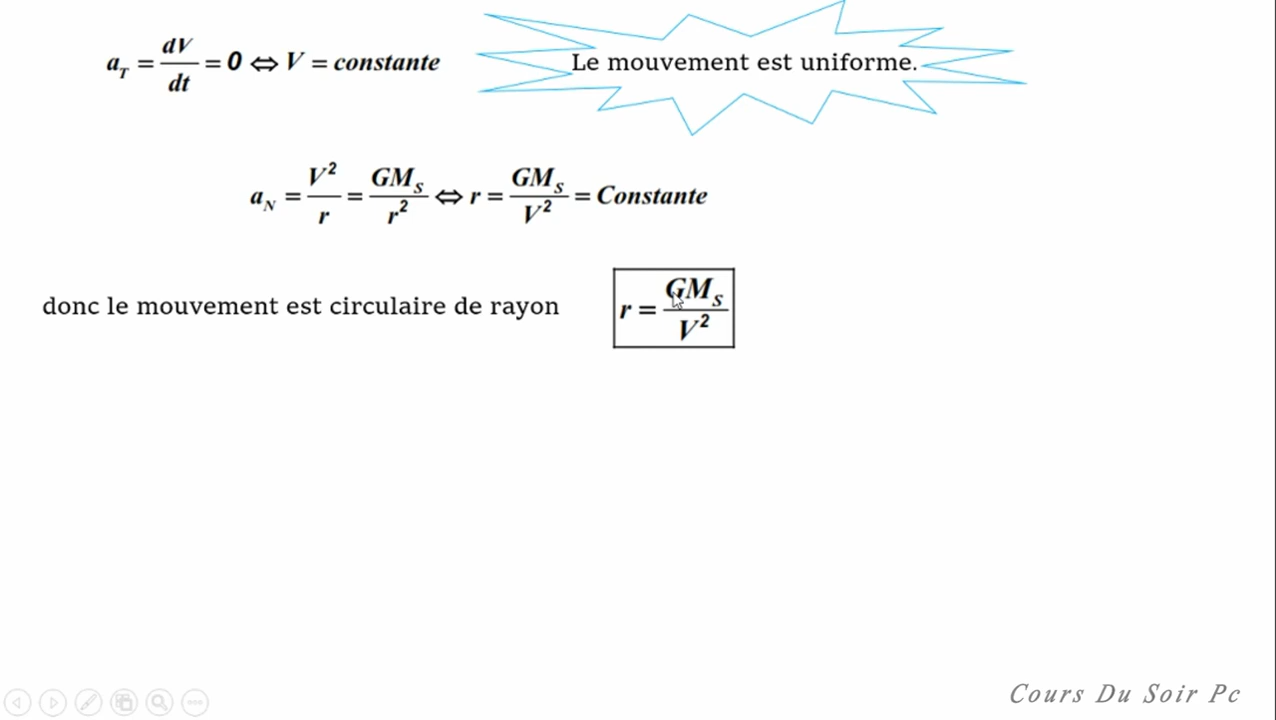 a_T = dV/dt = 0 ⇔ V = constante
Le mouvement est uniforme.
a_N = V²/r = GM_S/r² ⇔ r = GM_S/V² = Constante
donc le mouvement est circulaire de rayon r = GM_S/V²
Cours Du Soir Pc